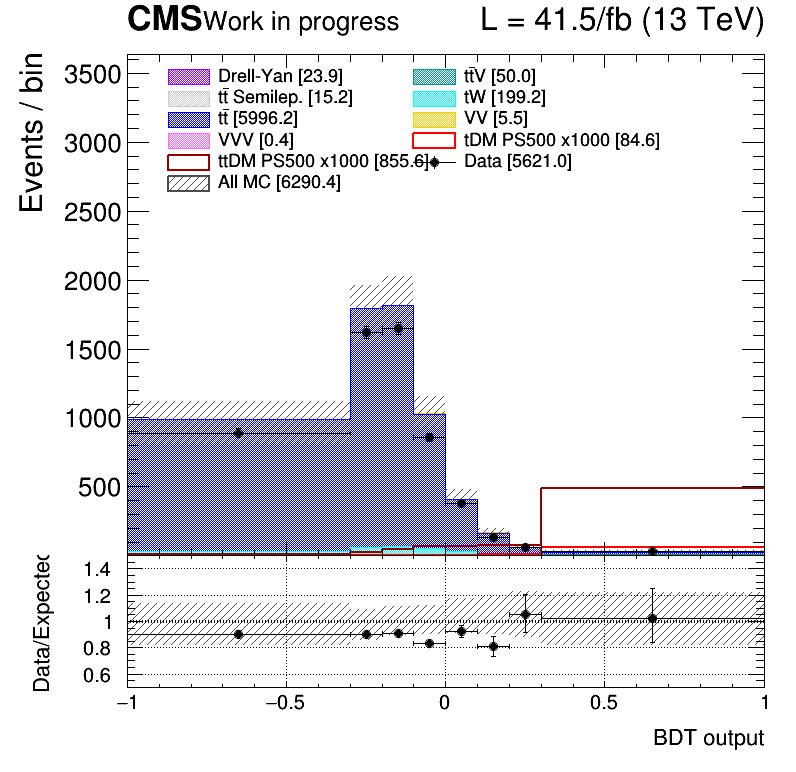 CMS Work in progress L = 41.5/fb (13 TeV)
Events / bin
Drell-Yan [23.9] tt̄V [50.0]
tt̄ Semilep. [15.2] tW [199.2]
tt̄ [5996.2] VV [5.5]
VVV [0.4] tDM PS500 x1000 [84.6]
ttDM PS500 x1000 [855.6] Data [5621.0]
All MC [6290.4]
3500
3000
2500
2000
1500
1000
500
Data/Expected
1.4
1.2
1
0.8
0.6
−1 −0.5 0 0.5 1
BDT output